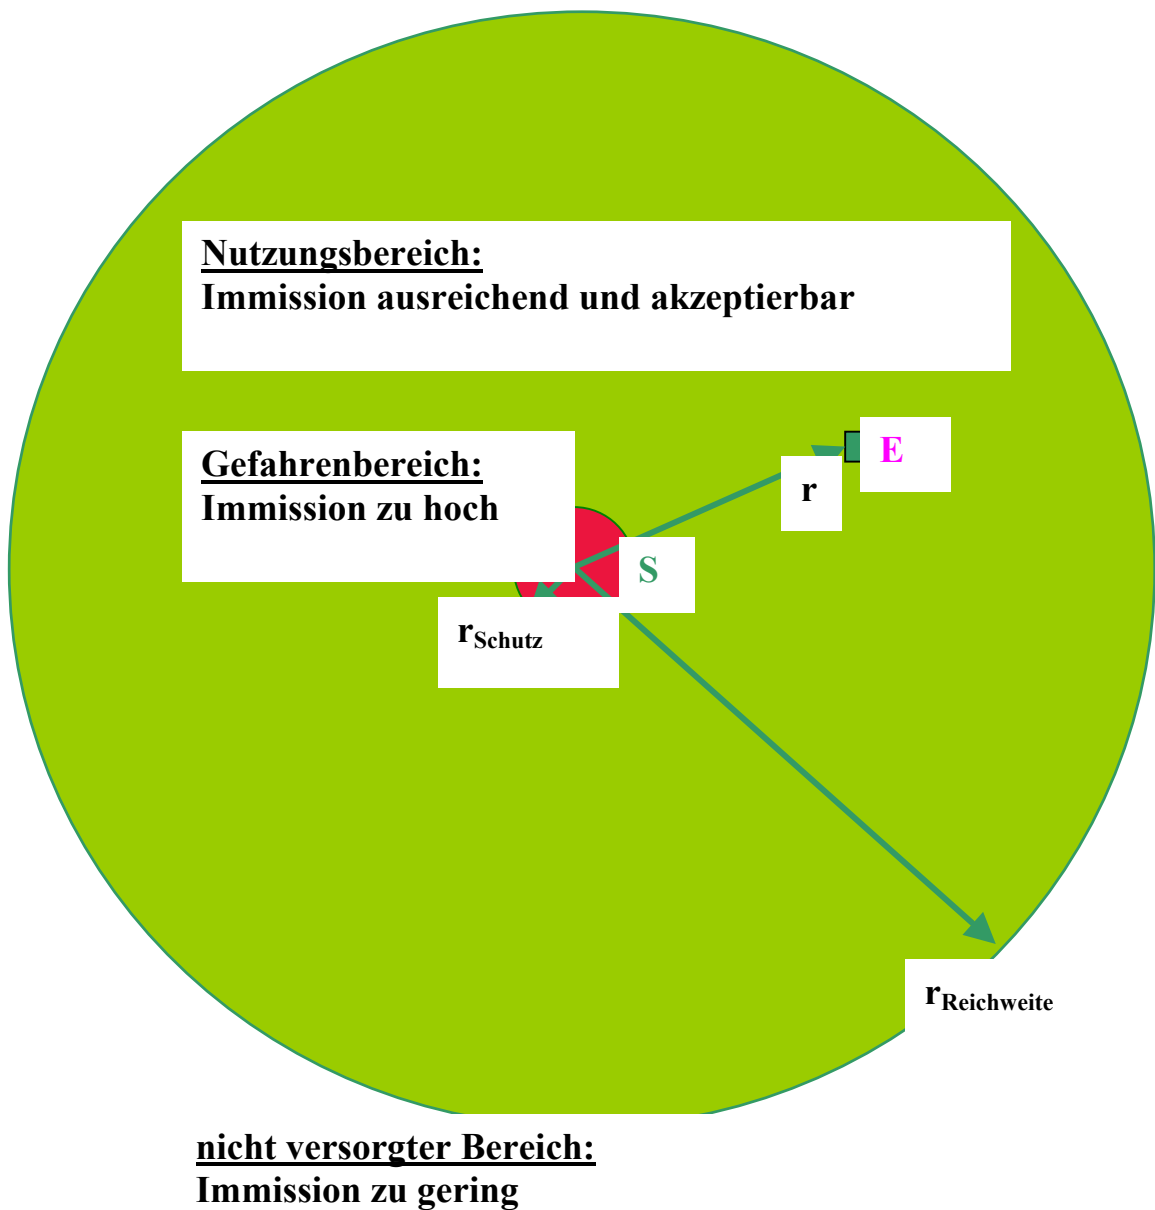 Nutzungsbereich:
Immission ausreichend und akzeptierbar
Gefahrenbereich:
Immission zu hoch
E
r
S
rSchutz
rReichweite
nicht versorgter Bereich:
Immission zu gering